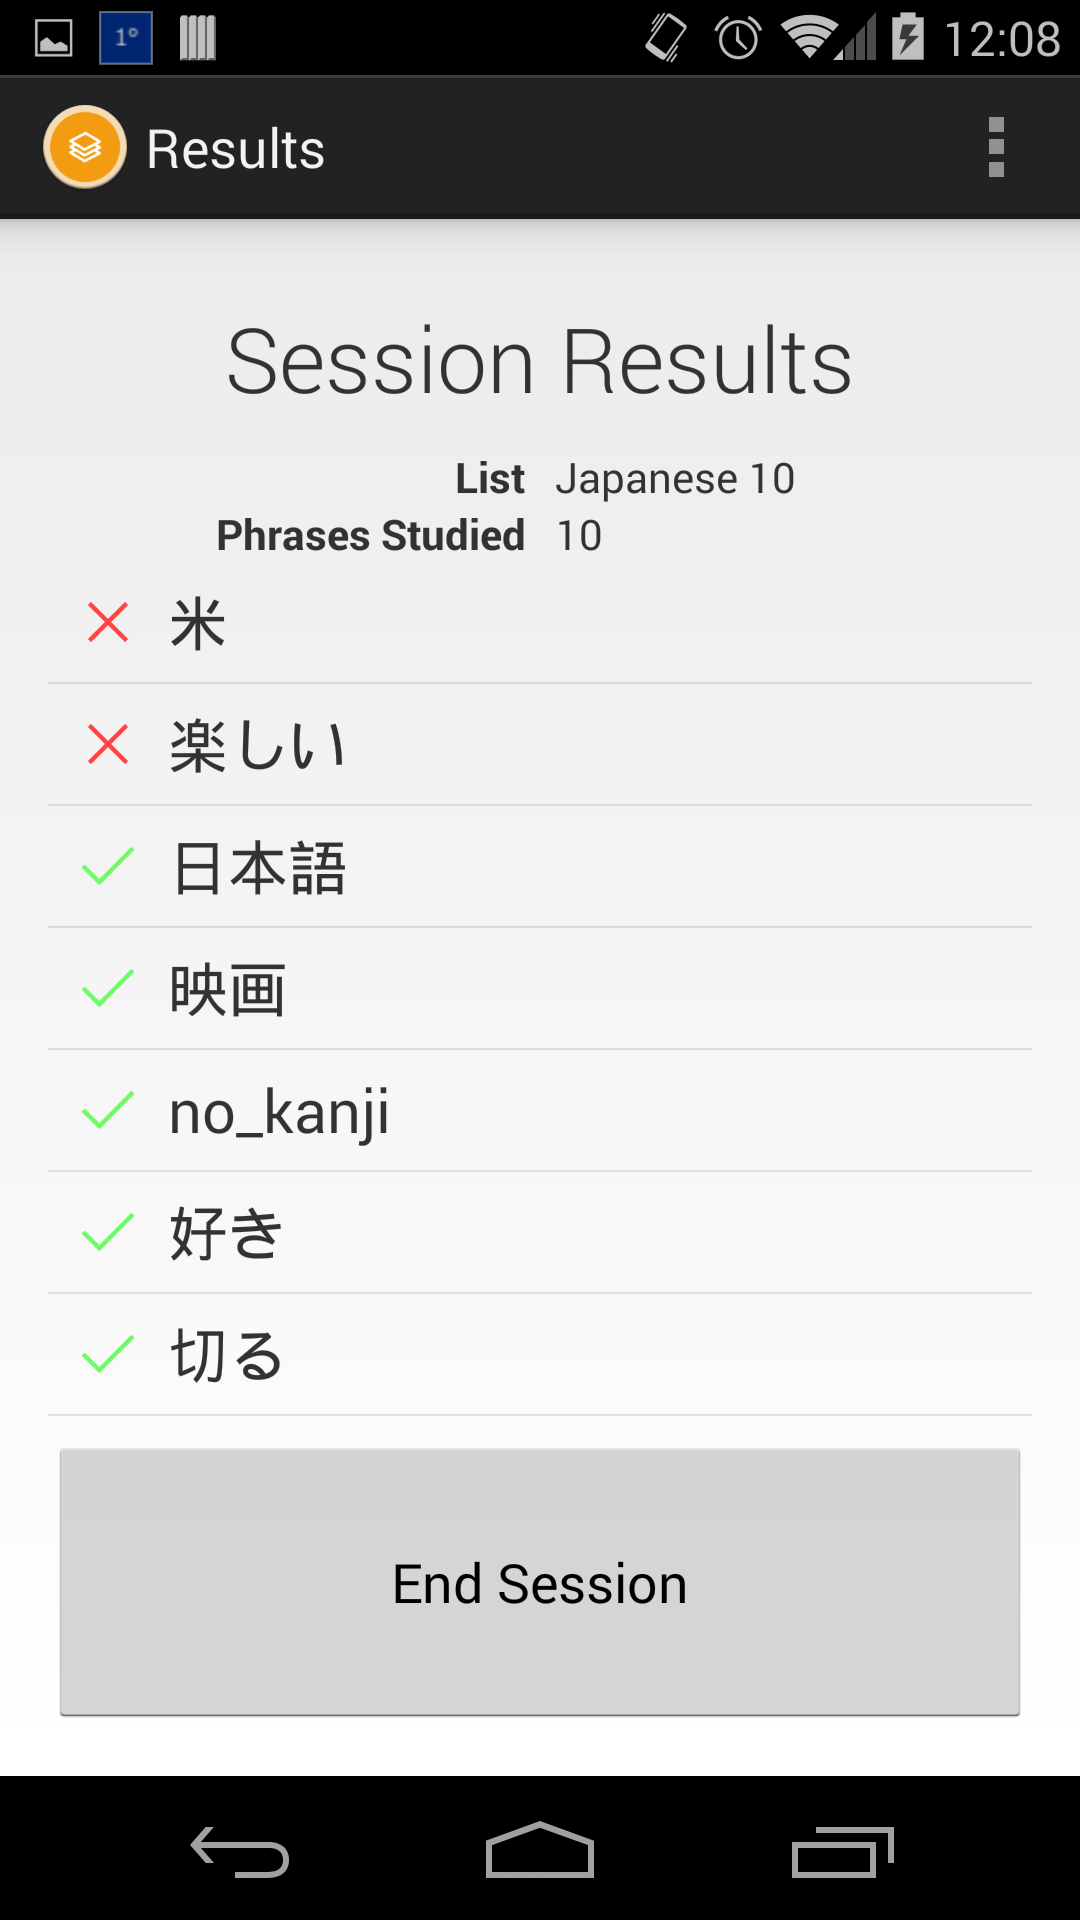 1°
12:08
Results
Session Results
List Japanese 10
Phrases Studied 10
米
楽しい
日本語
映画
no_kanji
好き
切る
End Session